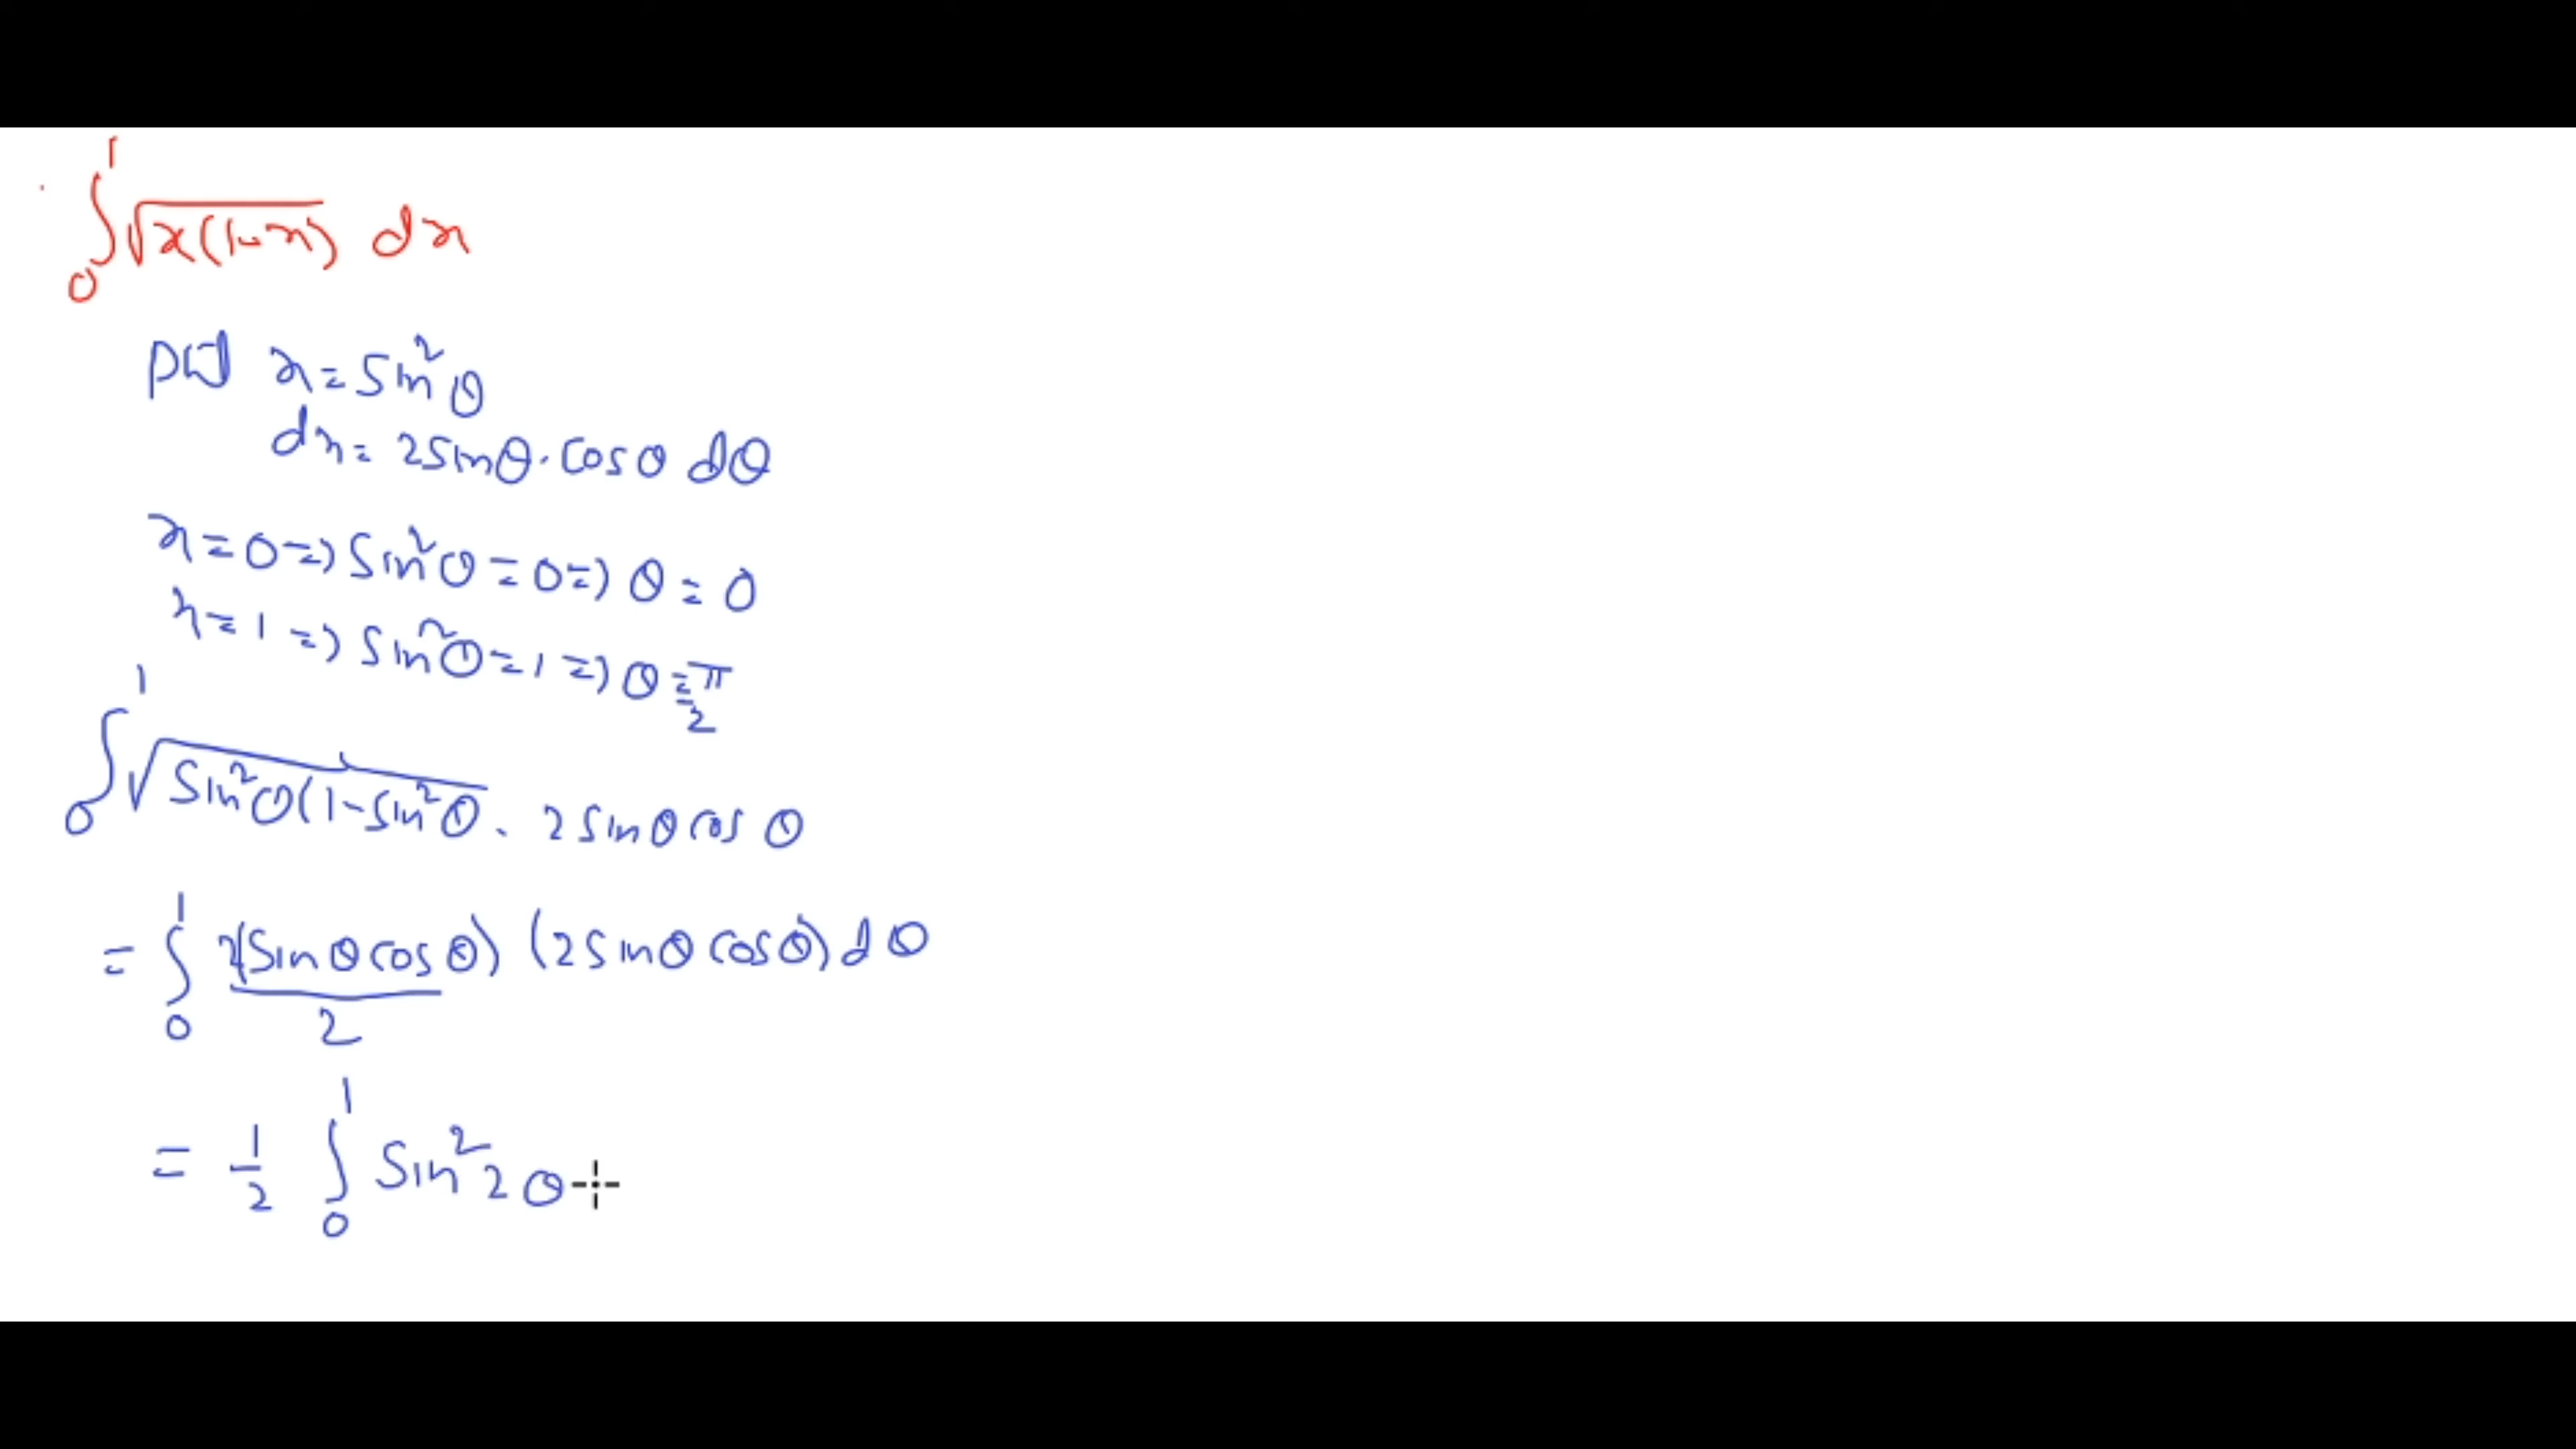 ∫₀¹ √x(1-x) dx
put x = Sin²θ
dx = 2Sinθ · Cosθ dθ
x = 0 => Sin²θ = 0 => θ = 0
x = 1 => Sin²θ = 1 => θ = π/2
∫₀¹ √Sin²θ(1-Sin²θ · 2Sinθ Cosθ
= ∫₀¹ 2(Sinθ Cosθ)/2 (2Sinθ Cosθ) dθ
= 1/2 ∫₀¹ Sin²2θ